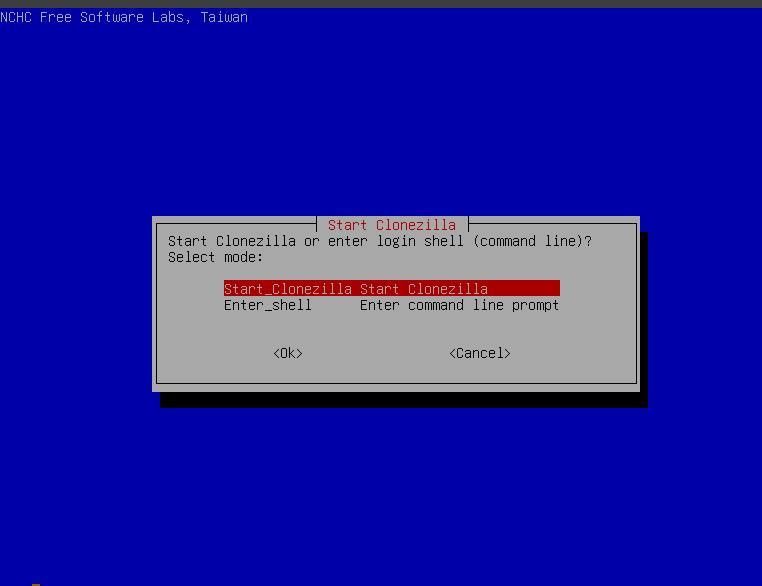 NCHC Free Software Labs, Taiwan
Start Clonezilla
Start Clonezilla or enter login shell (command line)?
Select mode:
Start_Clonezilla Start Clonezilla
Enter_shell Enter command line prompt
<Ok> <Cancel>